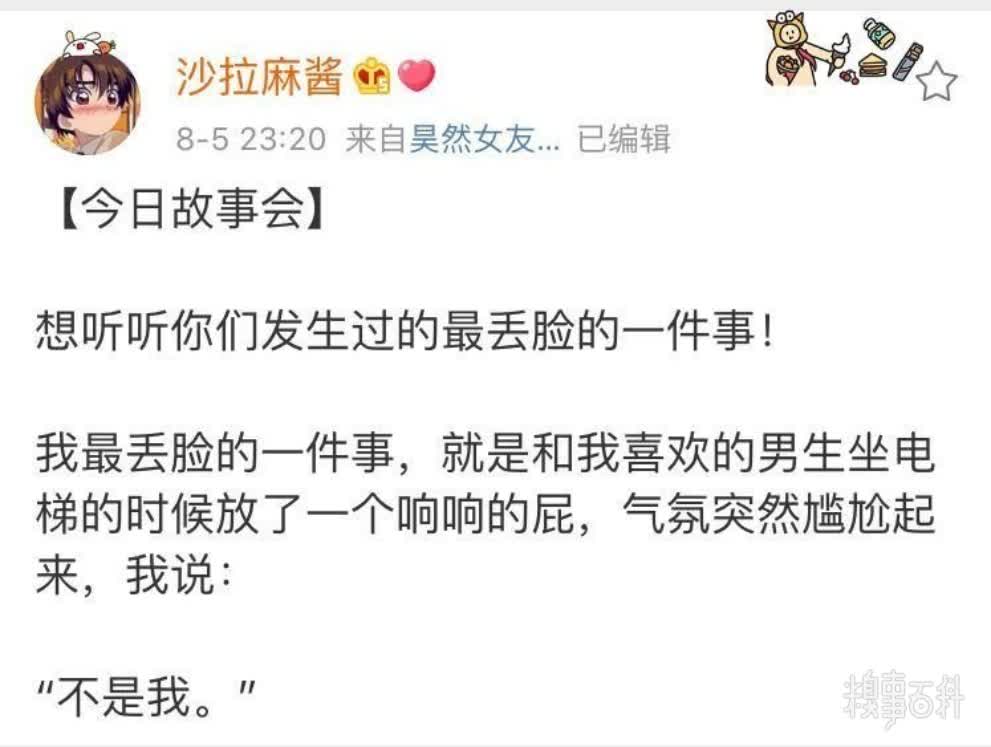 沙拉麻酱
8-5 23:20 来自昊然女友... 已编辑
【今日故事会】
想听听你们发生过的最丢脸的一件事！
我最丢脸的一件事，就是和我喜欢的男生坐电
梯的时候放了一个响响的屁，气氛突然尴尬起
来，我说：
“不是我。”
糗事百科